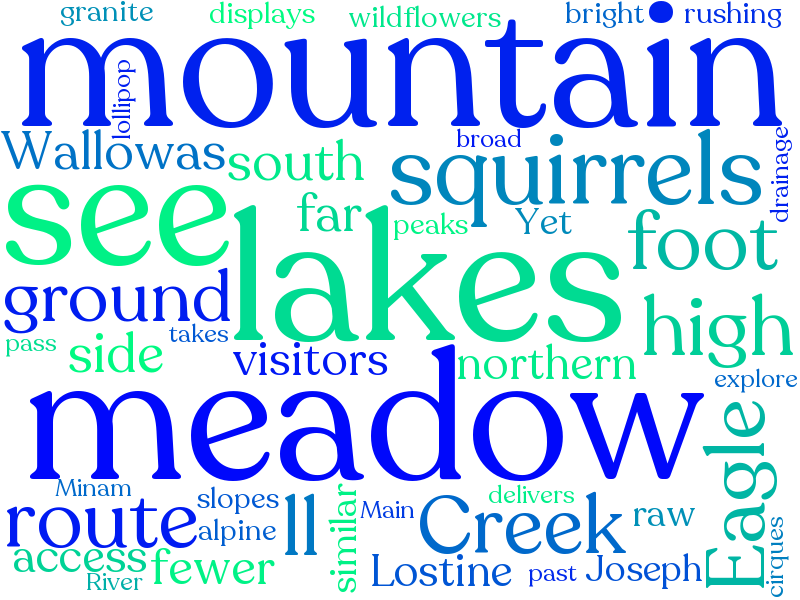 granite displays wildflowers bright • rushing
mountain
lollipop
Wallowas south broad squirrels drainage
see far peaks Yet foot
lakes
ground high
pass side takes visitors northern explore
meadow
Eagle
Minam slopes Main delivers
route alpine ll similar Creek raw cirques
access River fewer Lostine past Joseph